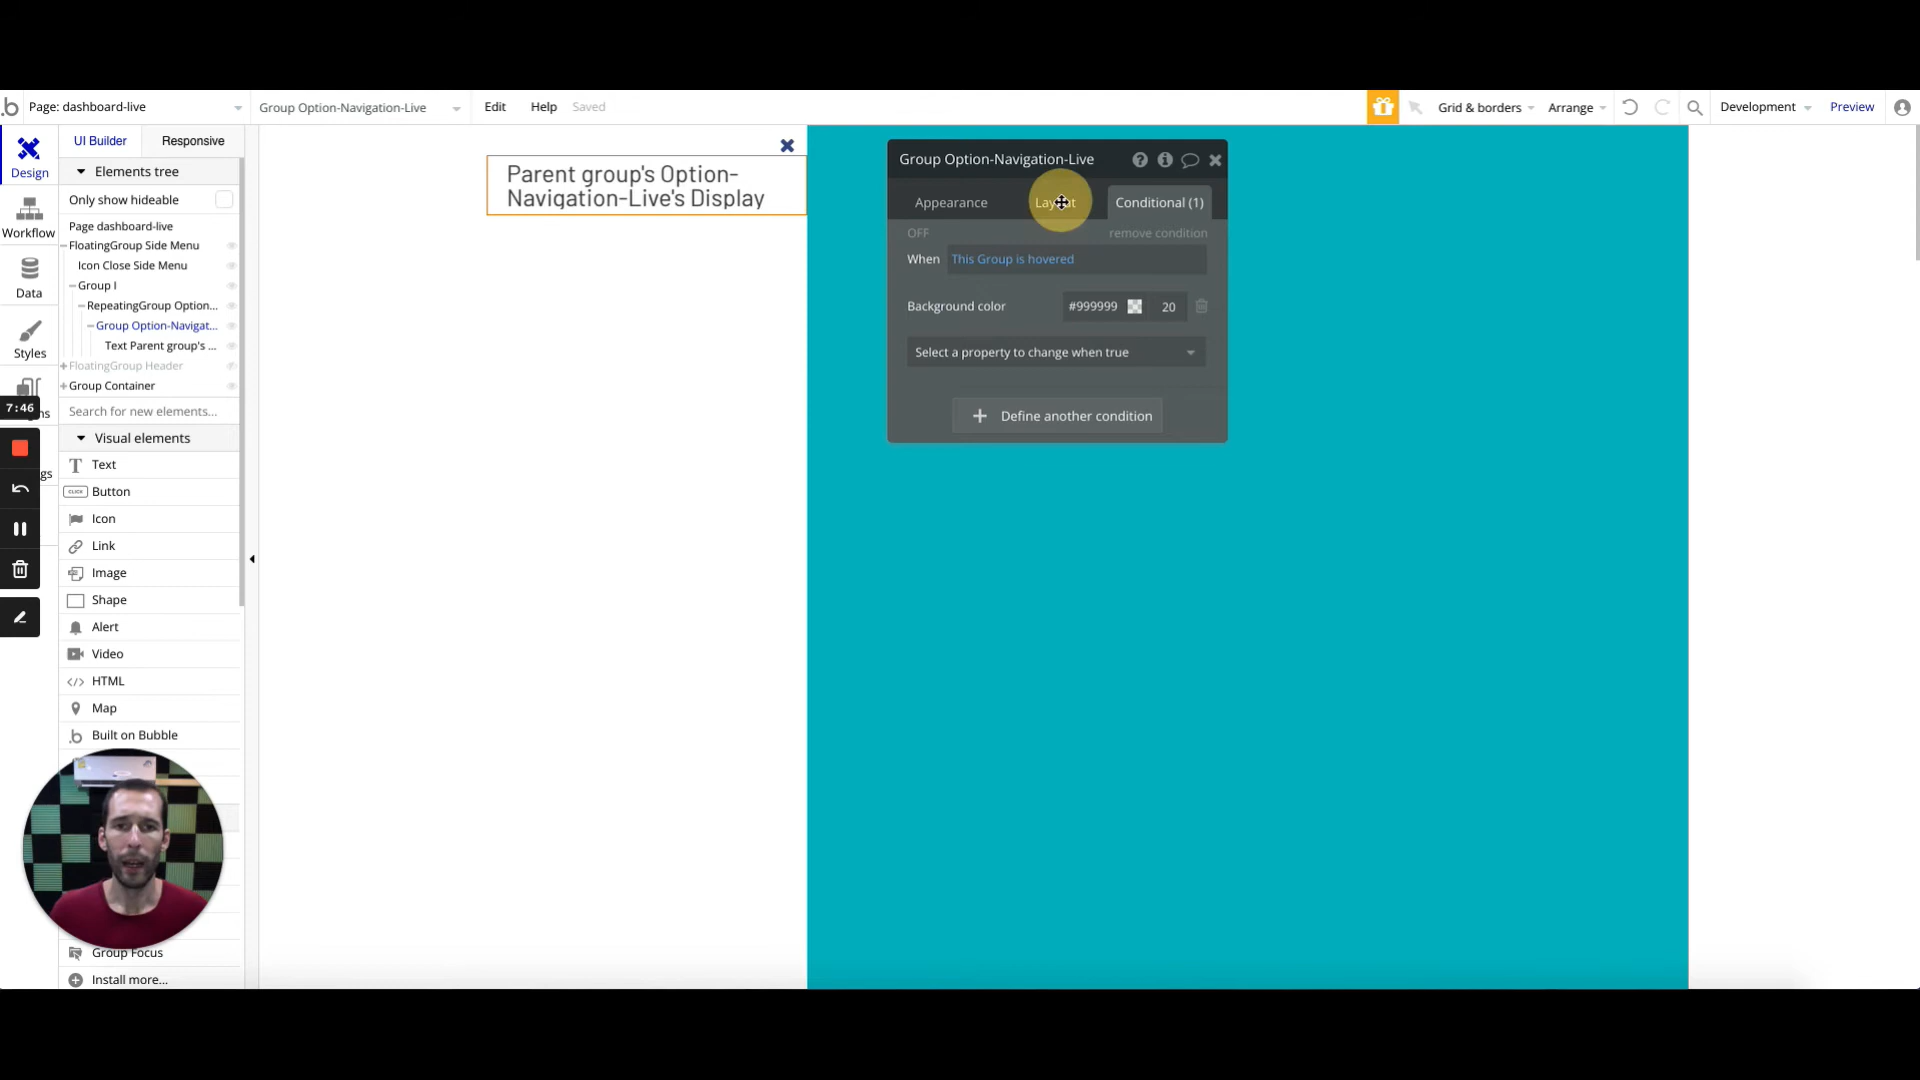 .b Page: dashboard-live Group Option-Navigation-Live Edit Help Saved Grid & borders Arrange Development Preview
Design
Workflow
Data
Styles
ns
7:46
gs
UI Builder Responsive
Elements tree
Only show hideable
Page dashboard-live
FloatingGroup Side Menu
Icon Close Side Menu
Group I
RepeatingGroup Option...
Group Option-Navigat...
Text Parent group's ...
FloatingGroup Header
Group Container
Search for new elements...
Visual elements
Text
CLICK Button
Icon
Link
Image
Shape
Alert
Video
HTML
Map
.b Built on Bubble
Group Focus
Install more...
Parent group's Option-
Navigation-Live's Display
Group Option-Navigation-Live
Appearance Layout Conditional (1)
OFF remove condition
When This Group is hovered
Background color #999999 20
Select a property to change when true
Define another condition